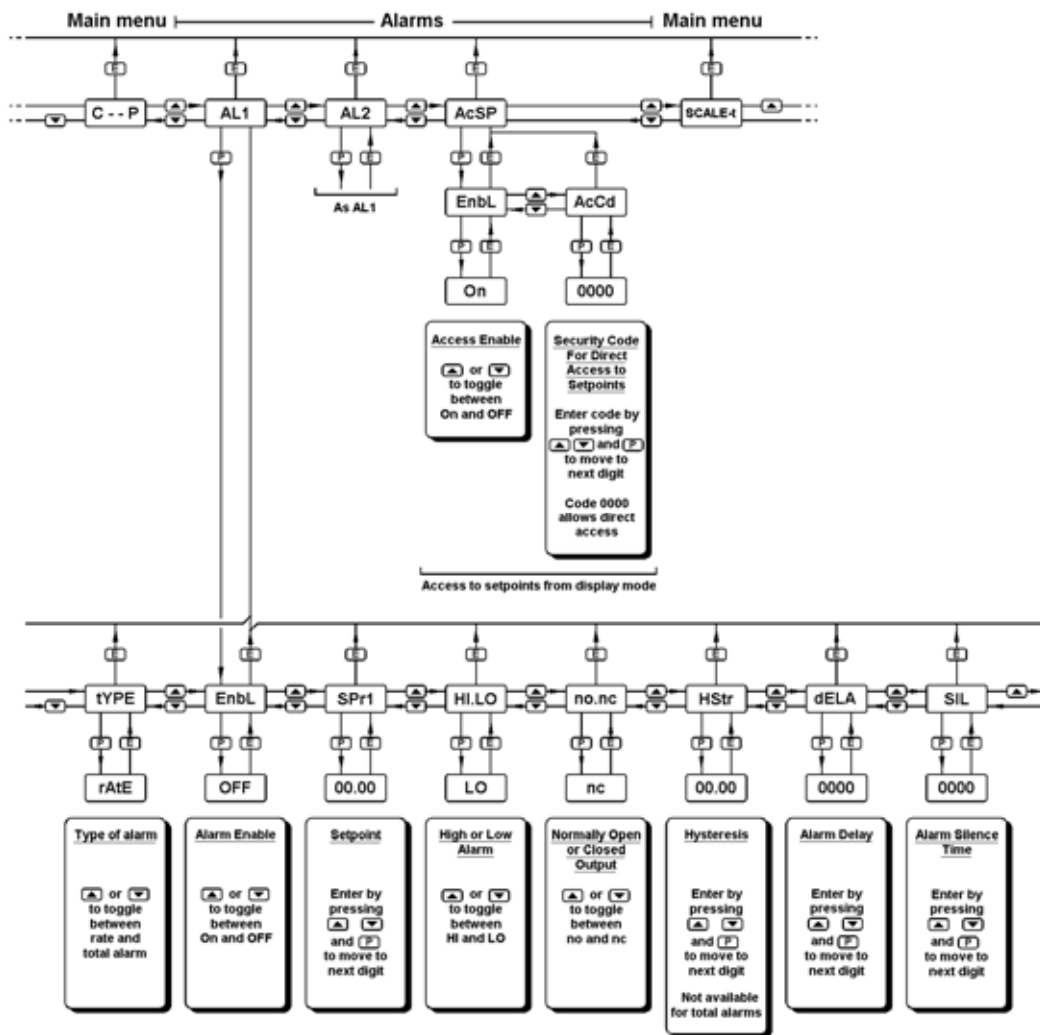 Main menu
Alarms
Main menu
E
E
E
E
E
C - - P
AL1
AL2
AcSP
SCALE-t
P
P
E
P
E
E
As AL1
EnbL
AcCd
P
E
P
E
On
0000
Access Enable
or
to toggle
between
On and OFF
Security Code
For Direct
Access to
Setpoints
Enter code by
pressing
and P
to move to
next digit
Code 0000
allows direct
access
Access to setpoints from display mode
E
E
E
E
E
E
E
E
tYPE
EnbL
SPr1
HI.LO
no.nc
HStr
dELA
SIL
P
E
P
E
P
E
P
E
P
E
P
E
P
E
P
E
rAtE
OFF
00.00
LO
nc
00.00
0000
0000
Type of alarm
or
to toggle
between
rate and
total alarm
Alarm Enable
or
to toggle
between
On and OFF
Setpoint
Enter by
pressing
and P
to move to
next digit
High or Low
Alarm
or
to toggle
between
HI and LO
Normally Open
or Closed
Output
or
to toggle
between
no and nc
Hysteresis
Enter by
pressing
and P
to move to
next digit
Not available
for total alarms
Alarm Delay
Enter by
pressing
and P
to move to
next digit
Alarm Silence
Time
Enter by
pressing
and P
to move to
next digit